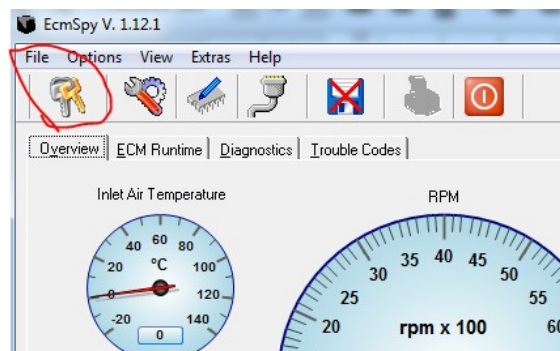 EcmSpy V. 1.12.1
File Options View Extras Help
Overview ECM Runtime Diagnostics Trouble Codes
Inlet Air Temperature
RPM
-20 0 20 40 60 80 100 120 140
°C
0
20 25 30 35 40 45 50 55 60
rpm x 100